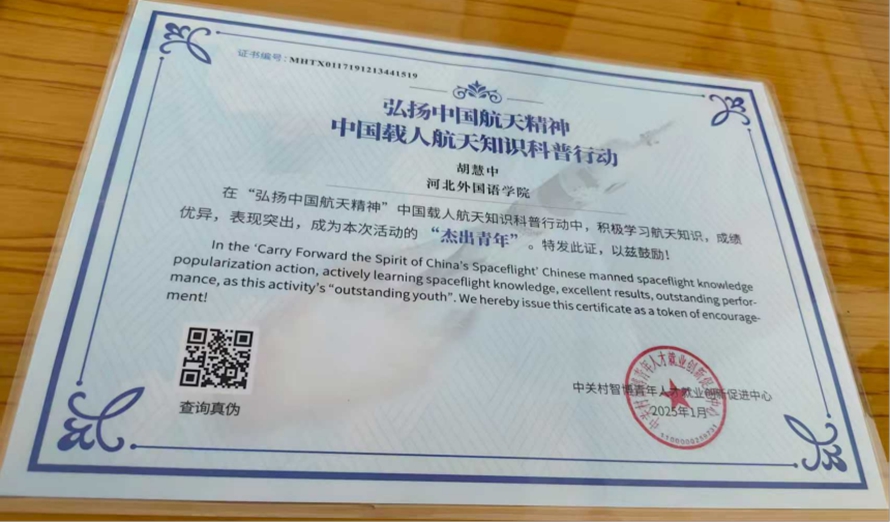 证书编号：MHTX0117191213441519
弘扬中国航天精神
中国载人航天知识科普行动
胡慧中
河北外国语学院
在“弘扬中国航天精神”中国载人航天知识科普行动中，积极学习航天知识，成绩
优异，表现突出，成为本次活动的“杰出青年”。特发此证，以兹鼓励！
In the ‘Carry Forward the Spirit of China's Spaceflight’ Chinese manned spaceflight knowledge
popularization action, actively learning spaceflight knowledge, excellent results, outstanding perfor-
mance, as this activity's “outstanding youth”. We hereby issue this certificate as a token of encourage-
ment!
查询真伪
中关村智博青年人才就业创新促进中心
2025年1月